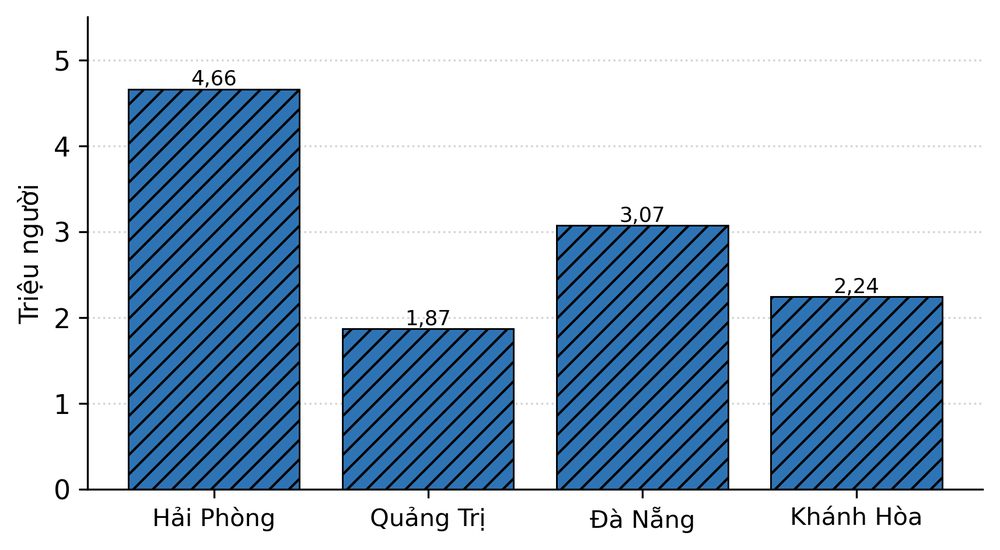 Triệu người
5
4
3
2
1
0
4,66
1,87
3,07
2,24
Hải Phòng
Quảng Trị
Đà Nẵng
Khánh Hòa